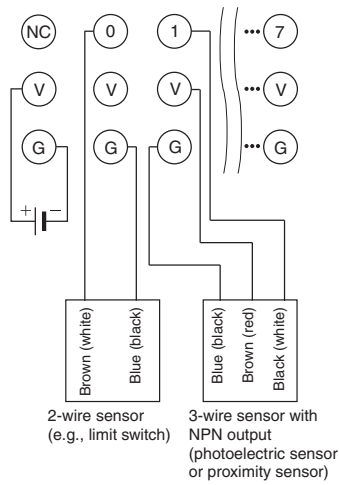 NC 0 1 ••• 7
V V V ••• V
G G G ••• G
+ −
Brown (white)
Blue (black)
Blue (black)
Brown (red)
Black (white)
2-wire sensor
(e.g., limit switch)
3-wire sensor with
NPN output
(photoelectric sensor
or proximity sensor)